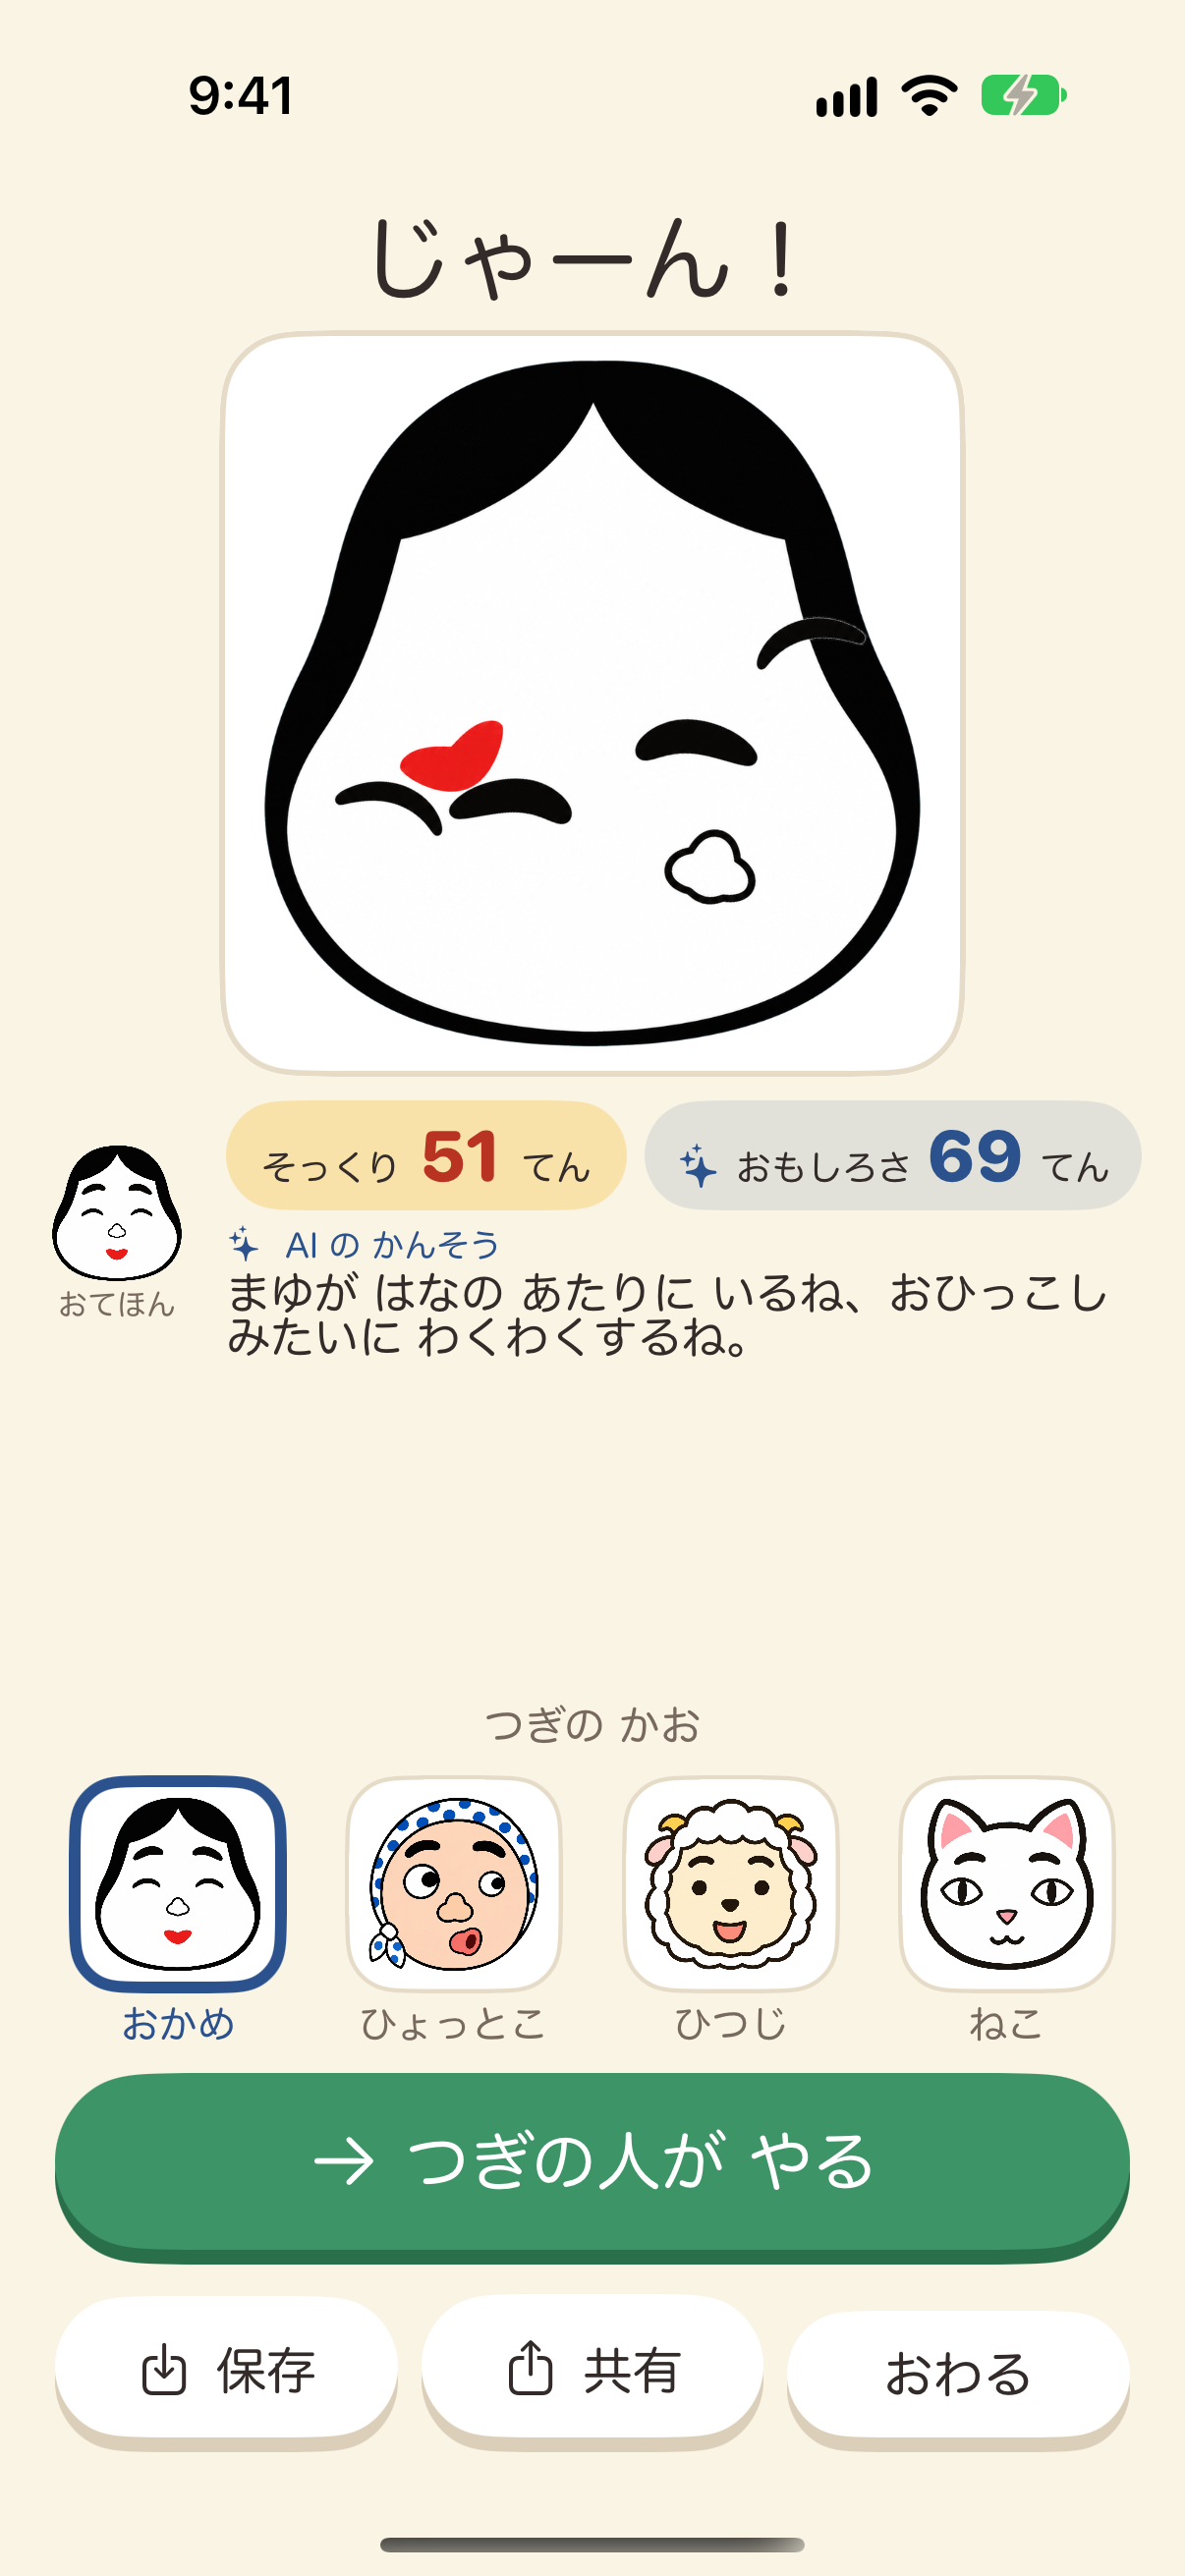 9:41
じゃーん！
そっくり 51 てん
おもしろさ 69 てん
おてほん
AI の かんそう
まゆが はなの あたりに いるね、おひっこし
みたいに わくわくするね。
つぎの かお
おかめ
ひょっとこ
ひつじ
ねこ
→ つぎの人が やる
保存
共有
おわる